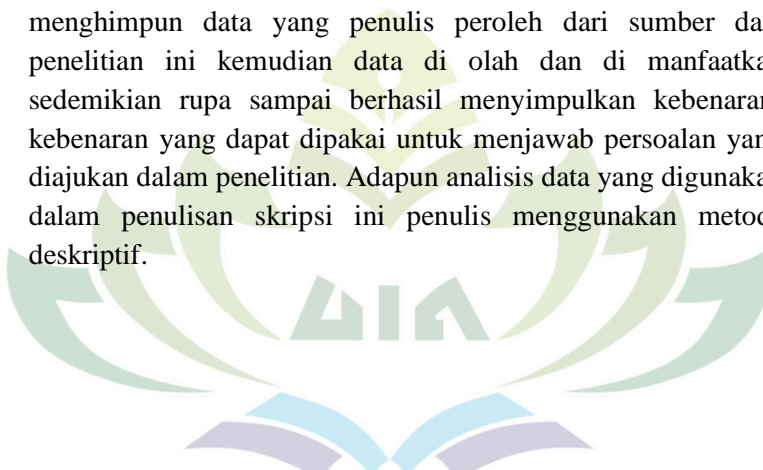 menghimpun data yang penulis peroleh dari sumber da
penelitian ini kemudian data di olah dan di manfaatka
sedemikian rupa sampai berhasil menyimpulkan kebenaran
kebenaran yang dapat dipakai untuk menjawab persoalan yan
diajukan dalam penelitian. Adapun analisis data yang digunaka
dalam penulisan skripsi ini penulis menggunakan metod
deskriptif.
UIN